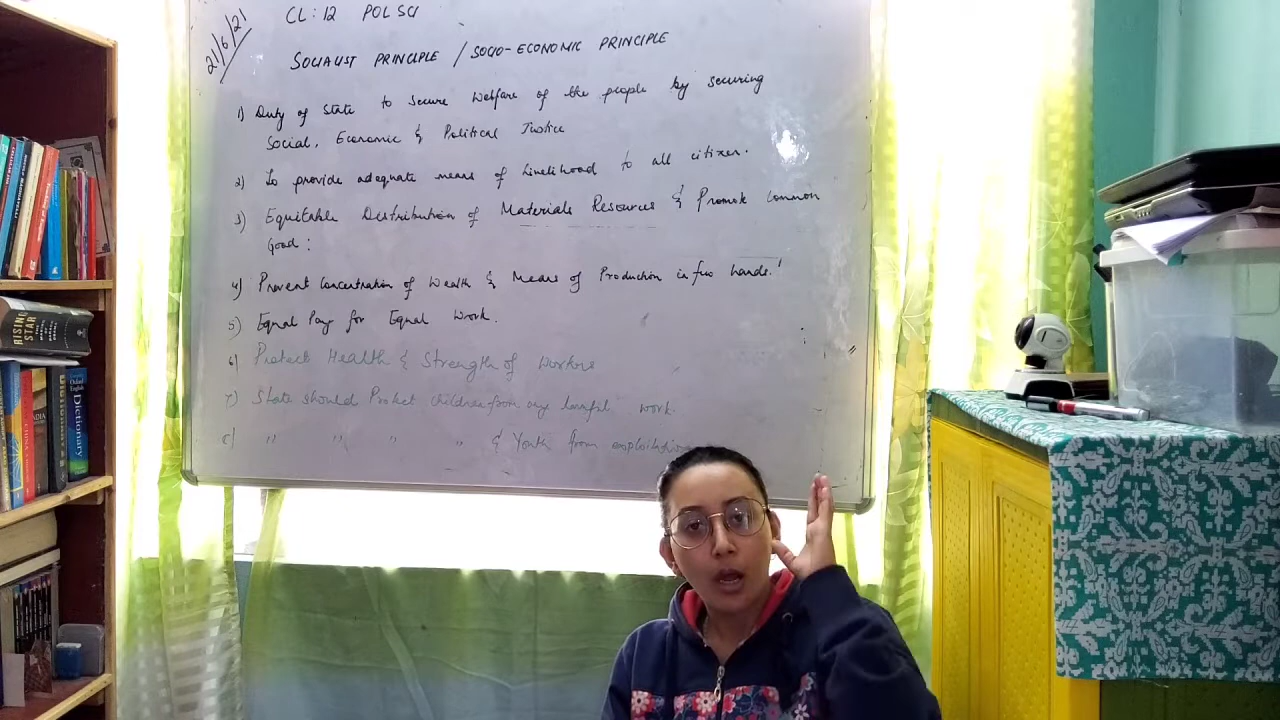 21/6/21
CL: 12 POL SCI
SOCIALIST PRINCIPLE / SOCIO-ECONOMIC PRINCIPLE
1) Duty of State to secure Welfare of the people by securing
Social, Economic & Political Justice
2) To provide adequate means of livelihood to all citizen.
3) Equitable Distribution of Materials Resources & Promote Common
Good:
4) Prevent Concentration of Wealth & Means of Production in few hands.
5) Equal Pay for Equal Work.
6) Protect Health & Strength of Workers
7) State should Protect children from any harmful work.
8) " " " " & Youth from exploitation
RISING
STAR
Dictionary
DICTIONARY